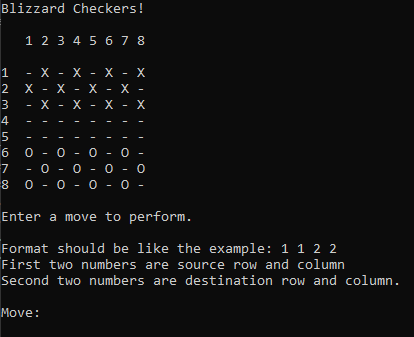 Blizzard Checkers!
1 2 3 4 5 6 7 8
1 - X - X - X - X
2 X - X - X - X -
3 - X - X - X - X
4 - - - - - - - -
5 - - - - - - - -
6 O - O - O - O -
7 - O - O - O - O
8 O - O - O - O -
Enter a move to perform.
Format should be like the example: 1 1 2 2
First two numbers are source row and column
Second two numbers are destination row and column.
Move: